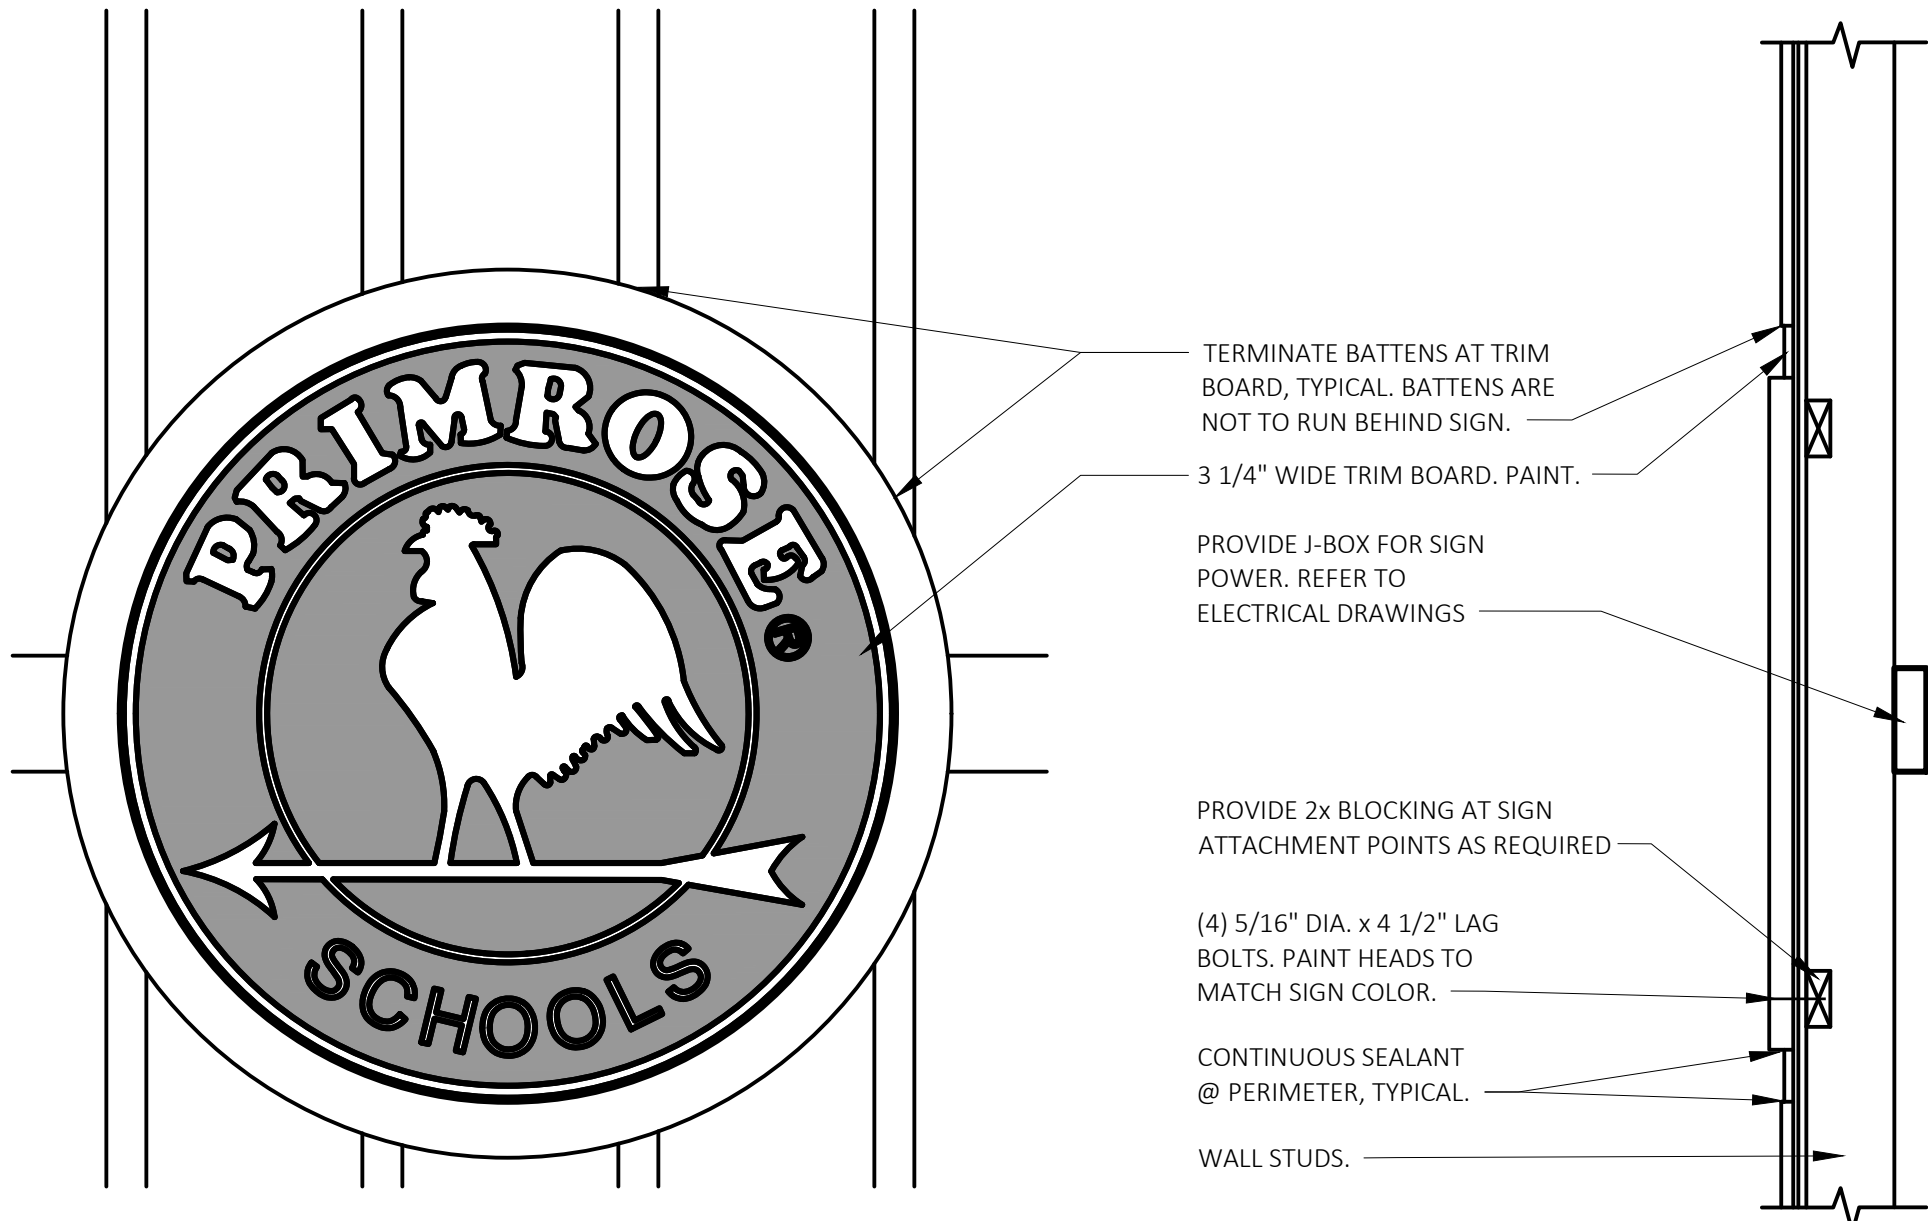 PRIMROSE®
SCHOOLS
TERMINATE BATTENS AT TRIM
BOARD, TYPICAL. BATTENS ARE
NOT TO RUN BEHIND SIGN.
3 1/4" WIDE TRIM BOARD. PAINT.
PROVIDE J-BOX FOR SIGN
POWER. REFER TO
ELECTRICAL DRAWINGS
PROVIDE 2x BLOCKING AT SIGN
ATTACHMENT POINTS AS REQUIRED
(4) 5/16" DIA. x 4 1/2" LAG
BOLTS. PAINT HEADS TO
MATCH SIGN COLOR.
CONTINUOUS SEALANT
@ PERIMETER, TYPICAL.
WALL STUDS.